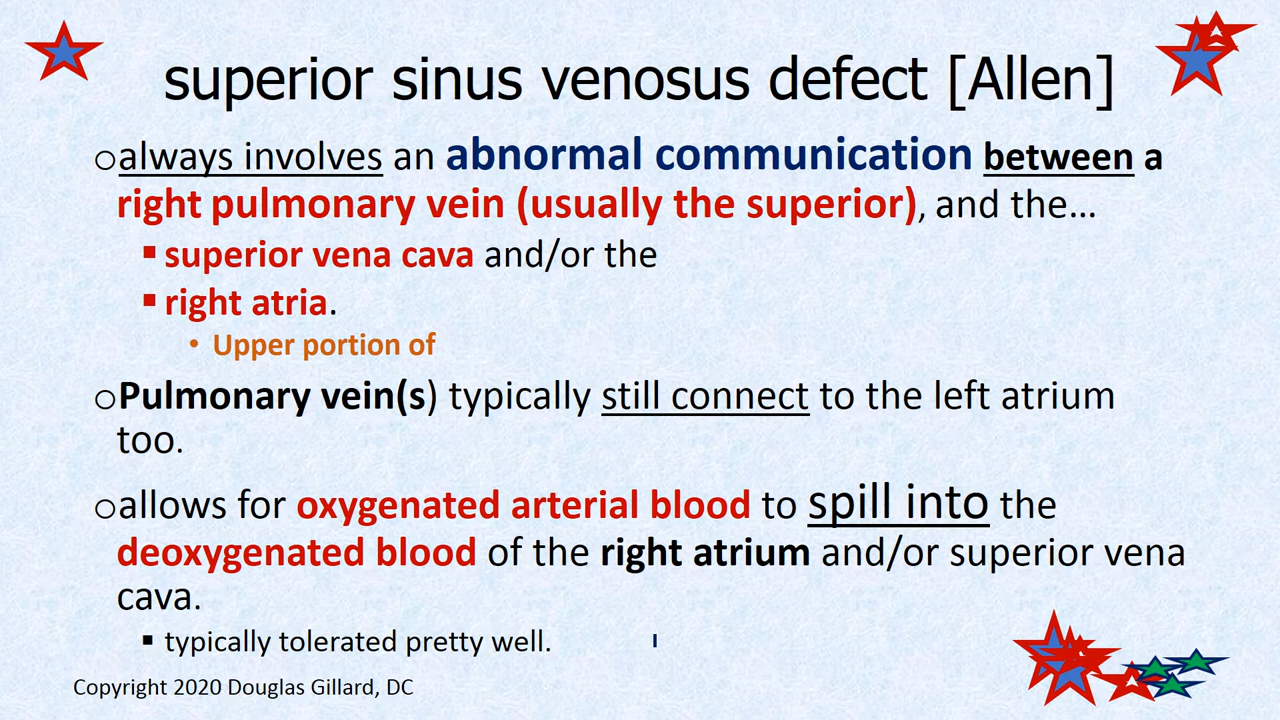 superior sinus venosus defect [Allen]
○always involves an abnormal communication between a
right pulmonary vein (usually the superior), and the…
▪ superior vena cava and/or the
▪ right atria.
• Upper portion of
○Pulmonary vein(s) typically still connect to the left atrium
too.
○allows for oxygenated arterial blood to spill into the
deoxygenated blood of the right atrium and/or superior vena
cava.
▪ typically tolerated pretty well.
Copyright 2020 Douglas Gillard, DC